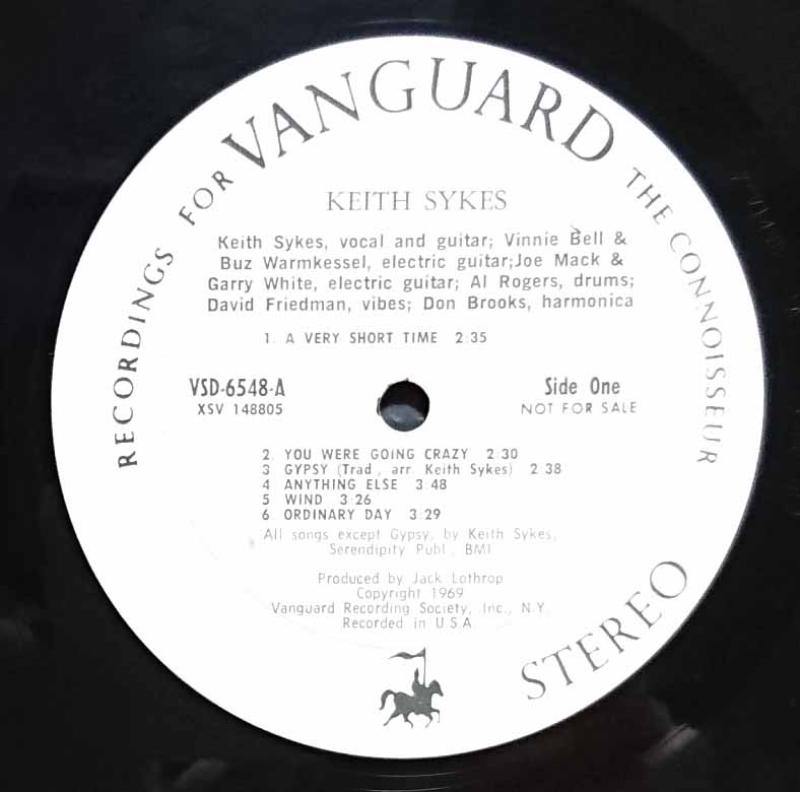 RECORDINGS FOR VANGUARD THE CONNOISSEUR
KEITH SYKES
Keith Sykes, vocal and guitar; Vinnie Bell &
Buz Warmkessel, electric guitar;Joe Mack &
Garry White, electric guitar; Al Rogers, drums;
David Friedman, vibes; Don Brooks, harmonica
1. A VERY SHORT TIME 2:35
VSD-6548-A
XSV 148805
Side One
NOT FOR SALE
2. YOU WERE GOING CRAZY 2:30
3 GYPSY (Trad., arr. Keith Sykes) 2:38
4 ANYTHING ELSE 3:48
5 WIND 3:26
6 ORDINARY DAY 3:29
All songs except Gypsy, by Keith Sykes,
Serendipity Publ., BMI
Produced by Jack Lothrop
Copyright 1969
Vanguard Recording Society, Inc., N.Y.
Recorded in U.S.A.
STEREO